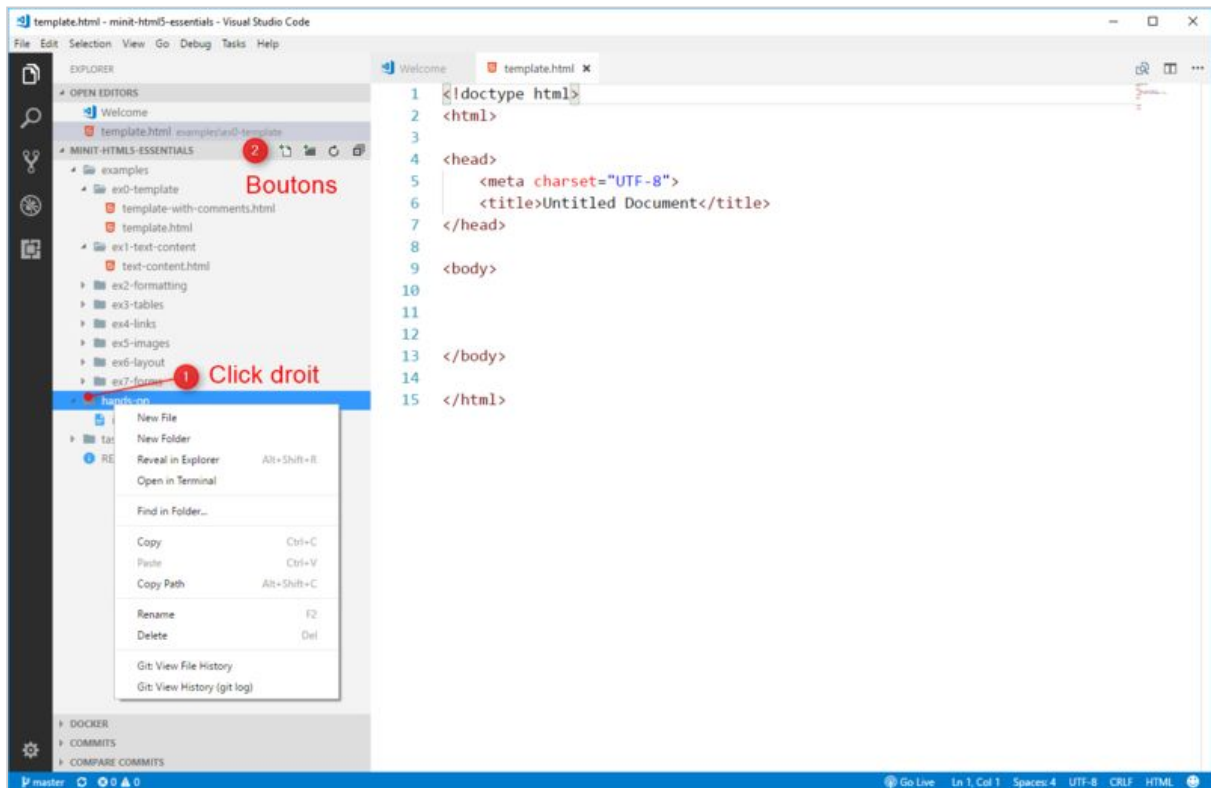 template.html - minit-html5-essentials - Visual Studio Code
File Edit Selection View Go Debug Tasks Help
EXPLORER
OPEN EDITORS
Welcome
template.html examples\ex0-template
MINIT-HTML5-ESSENTIALS
2
Boutons
examples
ex0-template
template-with-comments.html
template.html
ex1-text-content
text-content.html
ex2-formatting
ex3-tables
ex4-links
ex5-images
ex6-layout
ex7-forms
1 Click droit
hands-on
tas
RE
New File
New Folder
Reveal in Explorer Alt+Shift+R
Open in Terminal
Find in Folder...
Copy Ctrl+C
Paste Ctrl+V
Copy Path Alt+Shift+C
Rename F2
Delete Del
Git: View File History
Git: View History (git log)
DOCKER
COMMITS
COMPARE COMMITS
Welcome template.html
1 <!doctype html>
2 <html>
3
4 <head>
5 <meta charset="UTF-8">
6 <title>Untitled Document</title>
7 </head>
8
9 <body>
10
11
12
13 </body>
14
15 </html>
master 0 0 Go Live Ln 1, Col 1 Spaces: 4 UTF-8 CRLF HTML